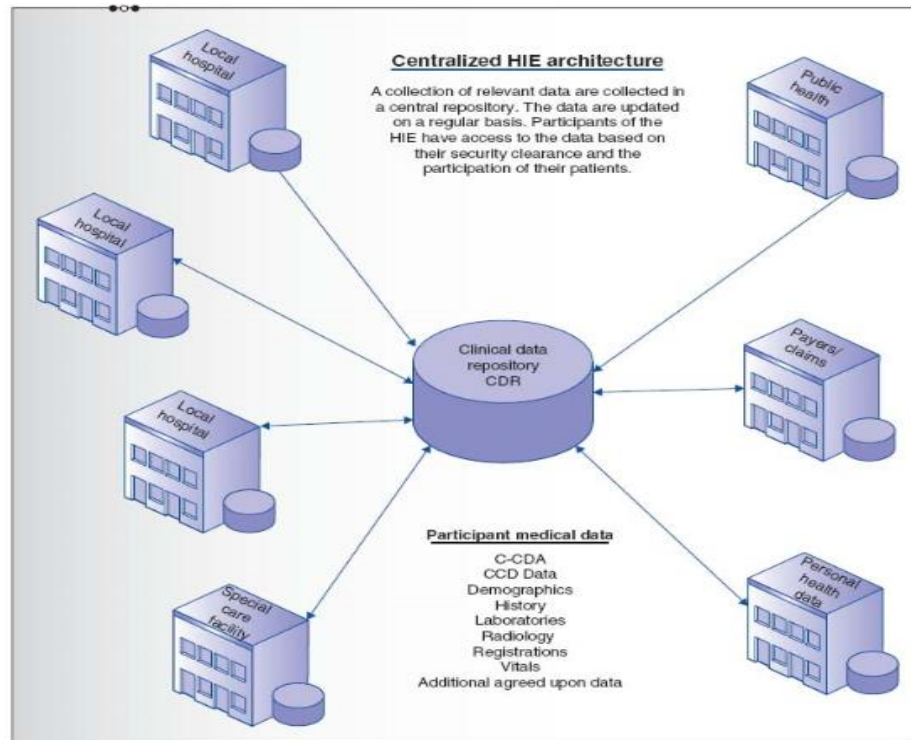 Local
hospital
Centralized HIE architecture
A collection of relevant data are collected in
a central repository. The data are updated
on a regular basis. Participants of the
HIE have access to the data based on
their security clearance and the
participation of their patients.
Public
health
Local
hospital
Clinical data
repository
CDR
Payers/
claims
Local
hospital
Participant medical data
C-CDA
CCD Data
Demographics
History
Laboratories
Radiology
Registrations
Vitals
Additional agreed upon data
Special
care
facility
Personal
health
data